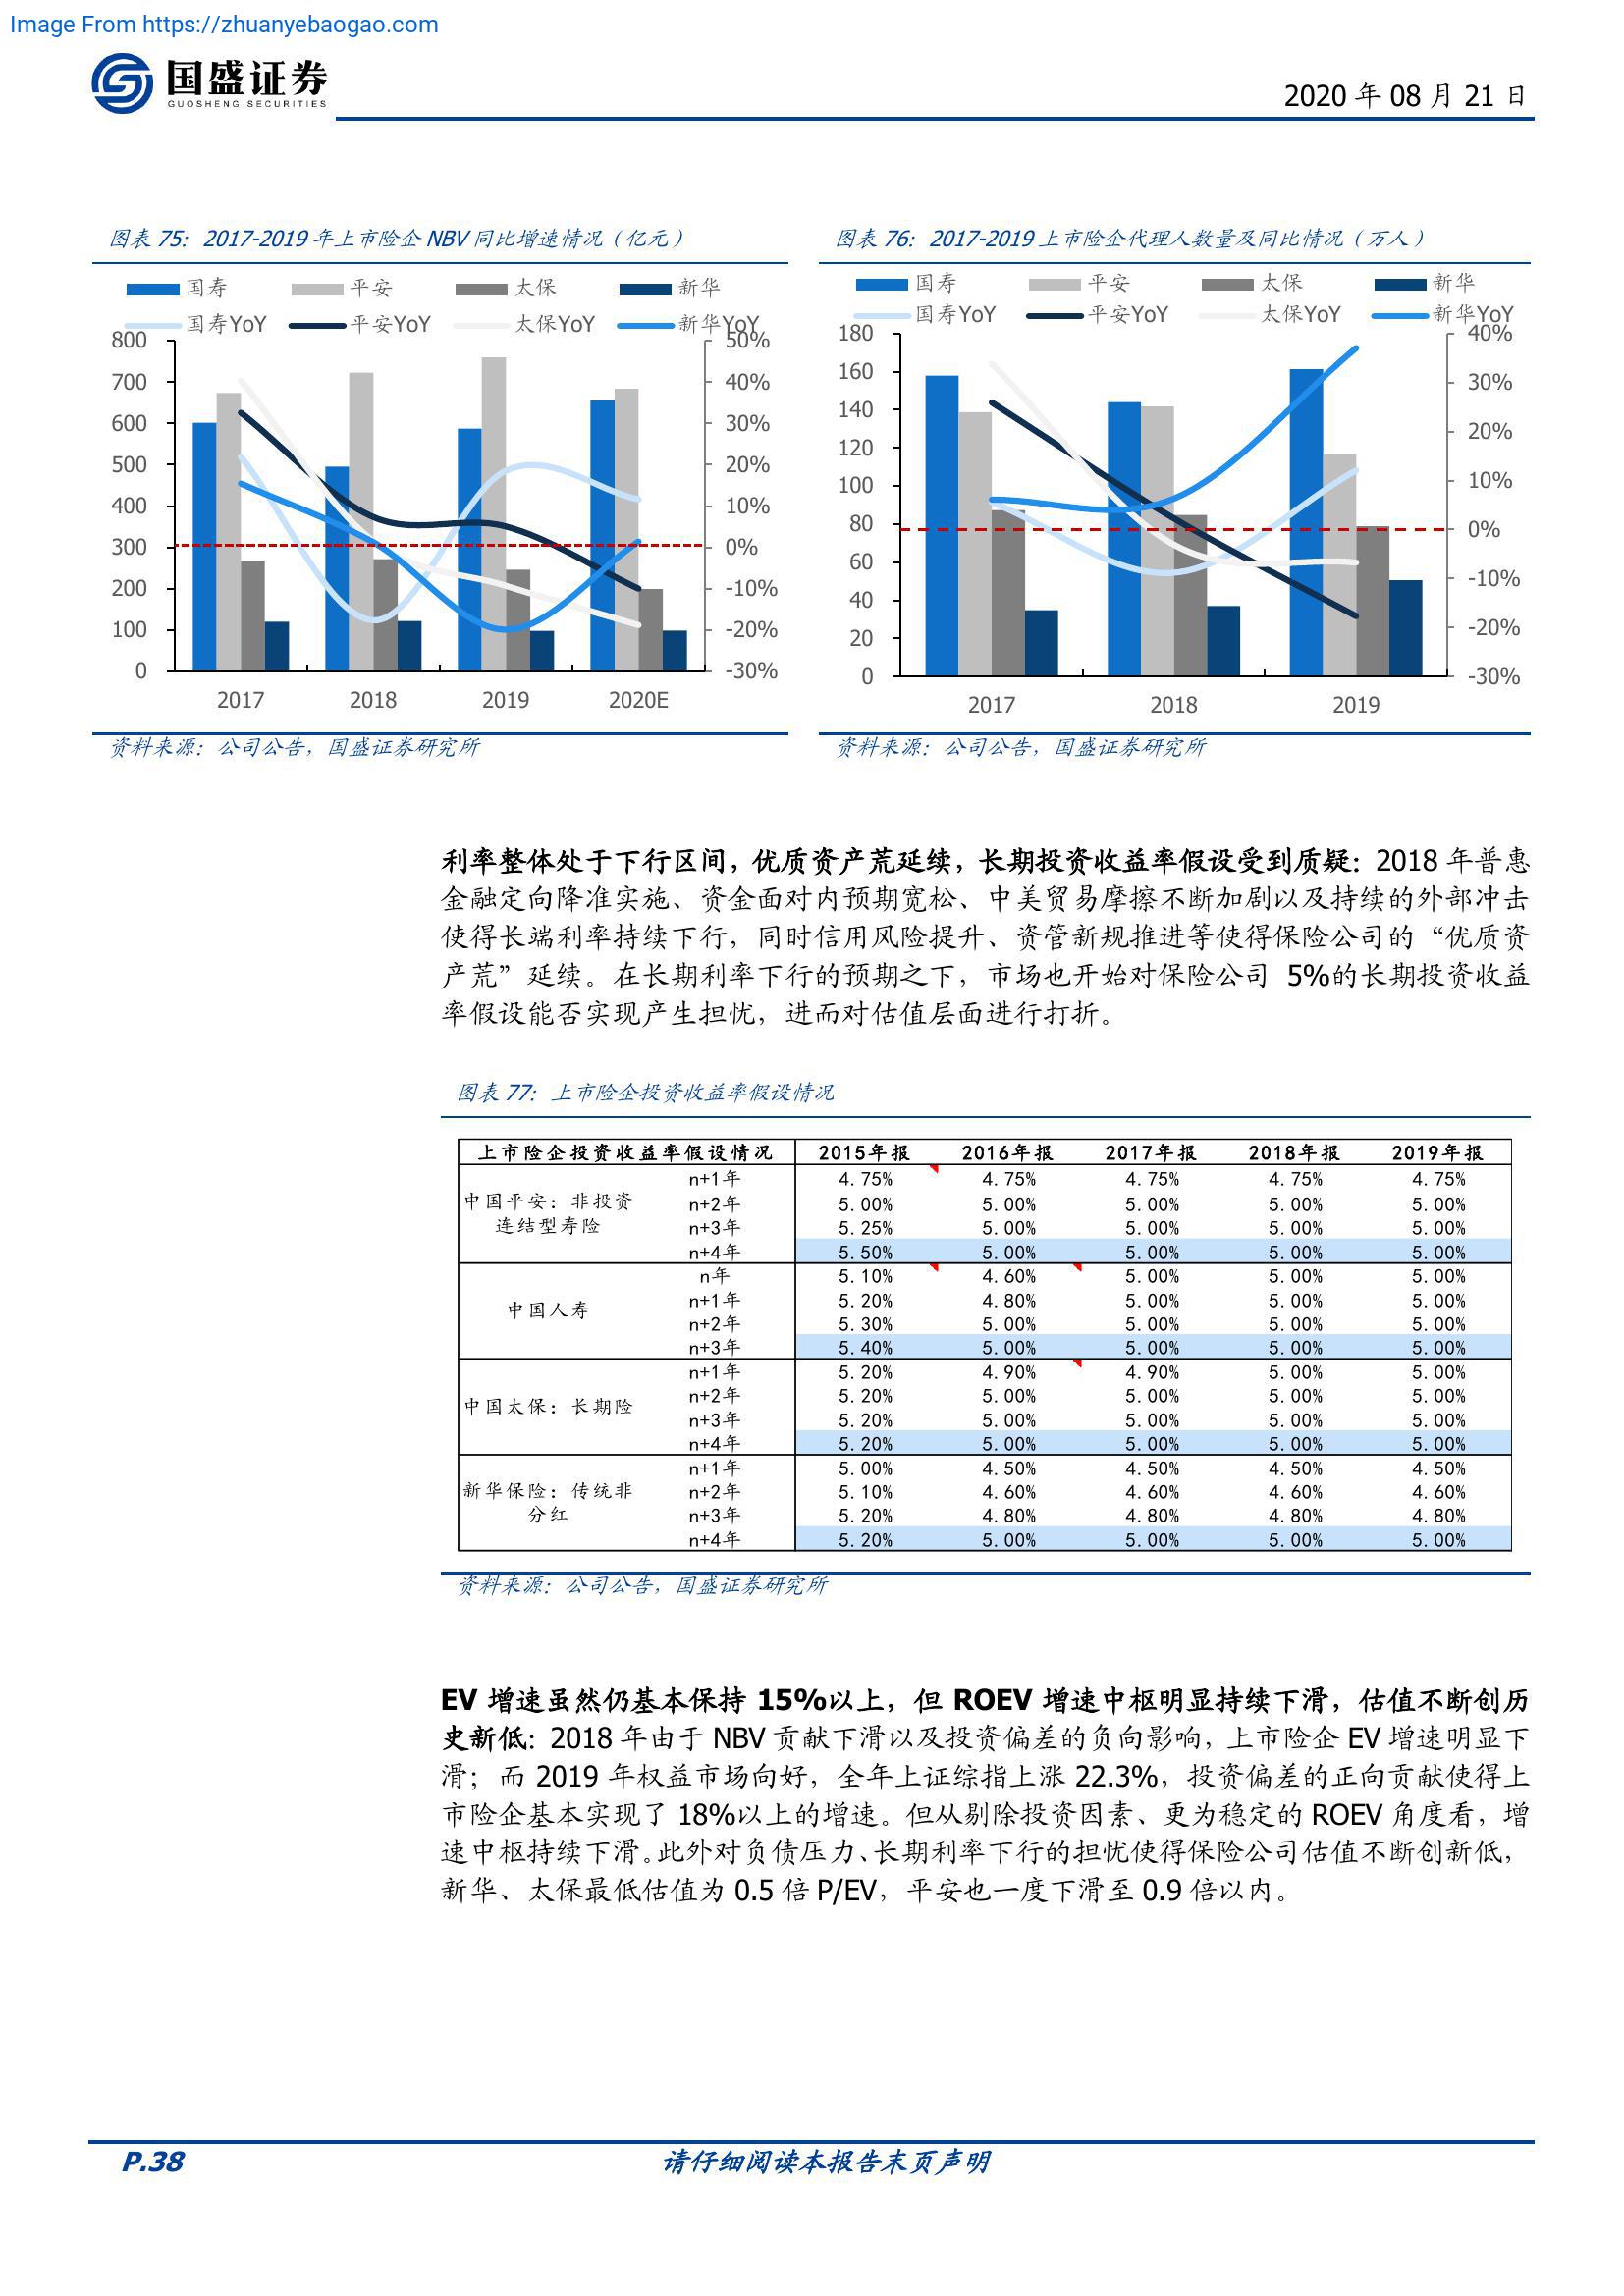 Image From https://zhuanyebaogao.com
国盛证券
GUOSHENG SECURITIES
2020 年 08 月 21 日
图表 75：2017-2019 年上市险企 NBV 同比增速情况（亿元）
国寿 平安 太保 新华
国寿YoY 平安YoY 太保YoY 新华YoY
800 50%
700 40%
600 30%
500 20%
400 10%
300 0%
200 -10%
100 -20%
0 -30%
2017 2018 2019 2020E
资料来源：公司公告，国盛证券研究所
图表 76：2017-2019 上市险企代理人数量及同比情况（万人）
国寿 平安 太保 新华
国寿YoY 平安YoY 太保YoY 新华YoY
180 40%
160 30%
140 20%
120 10%
100 0%
80 -10%
60 -20%
40 -30%
20
0
2017 2018 2019
资料来源：公司公告，国盛证券研究所
利率整体处于下行区间，优质资产荒延续，长期投资收益率假设受到质疑：2018 年普惠
金融定向降准实施、资金面对内预期宽松、中美贸易摩擦不断加剧以及持续的外部冲击
使得长端利率持续下行，同时信用风险提升、资管新规推进等使得保险公司的“优质资
产荒”延续。在长期利率下行的预期之下，市场也开始对保险公司 5%的长期投资收益
率假设能否实现产生担忧，进而对估值层面进行打折。
图表 77：上市险企投资收益率假设情况
上市险企投资收益率假设情况 2015年报 2016年报 2017年报 2018年报 2019年报
中国平安：非投资连结型寿险
n+1年 4.75% 4.75% 4.75% 4.75% 4.75%
n+2年 5.00% 5.00% 5.00% 5.00% 5.00%
n+3年 5.25% 5.00% 5.00% 5.00% 5.00%
n+4年 5.50% 5.00% 5.00% 5.00% 5.00%
中国人寿
n年 5.10% 4.60% 5.00% 5.00% 5.00%
n+1年 5.20% 4.80% 5.00% 5.00% 5.00%
n+2年 5.30% 5.00% 5.00% 5.00% 5.00%
n+3年 5.40% 5.00% 5.00% 5.00% 5.00%
中国太保：长期险
n+1年 5.20% 4.90% 4.90% 5.00% 5.00%
n+2年 5.20% 5.00% 5.00% 5.00% 5.00%
n+3年 5.20% 5.00% 5.00% 5.00% 5.00%
n+4年 5.20% 5.00% 5.00% 5.00% 5.00%
新华保险：传统非分红
n+1年 5.00% 4.50% 4.50% 4.50% 4.50%
n+2年 5.10% 4.60% 4.60% 4.60% 4.60%
n+3年 5.20% 4.80% 4.80% 4.80% 4.80%
n+4年 5.20% 5.00% 5.00% 5.00% 5.00%
资料来源：公司公告，国盛证券研究所
EV 增速虽然仍基本保持 15%以上，但 ROEV 增速中枢明显持续下滑，估值不断创历
史新低：2018 年由于 NBV 贡献下滑以及投资偏差的负向影响，上市险企 EV 增速明显下
滑；而 2019 年权益市场向好，全年上证综指上涨 22.3%，投资偏差的正向贡献使得上
市险企基本实现了 18%以上的增速。但从剔除投资因素、更为稳定的 ROEV 角度看，增
速中枢持续下滑。此外对负债压力、长期利率下行的担忧使得保险公司估值不断创新低，
新华、太保最低估值为 0.5 倍 P/EV，平安也一度下滑至 0.9 倍以内。
P.38
请仔细阅读本报告末页声明